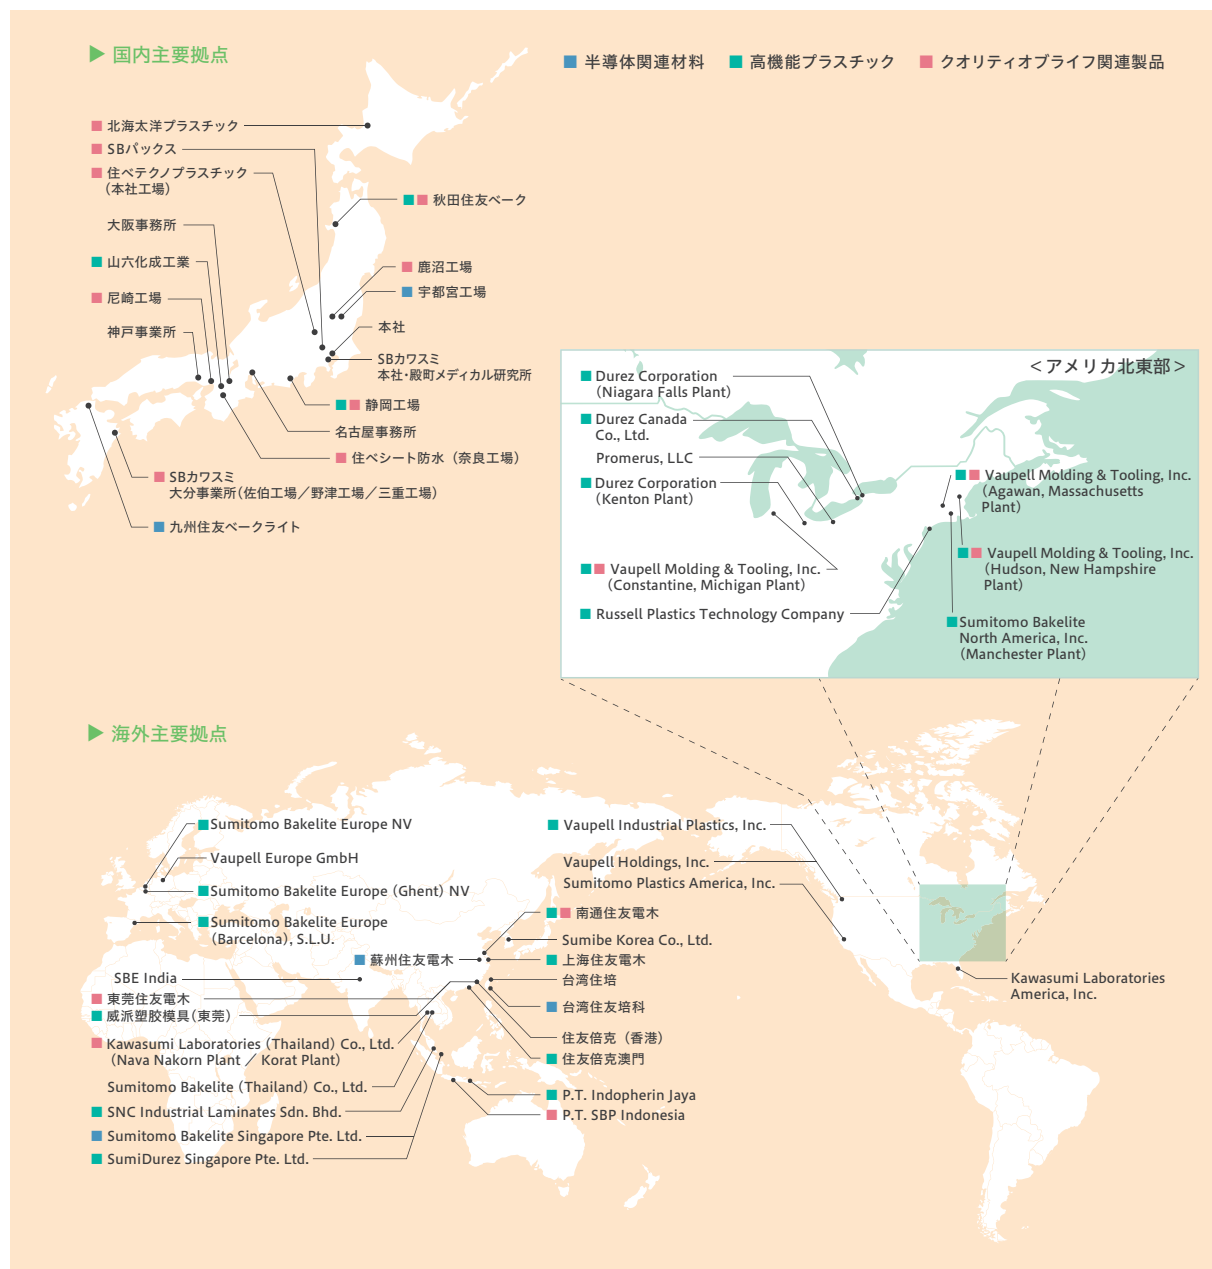 ▶ 国内主要拠点
■ 半導体関連材料 ■ 高機能プラスチック ■ クオリティオブライフ関連製品
■ 北海太洋プラスチック
■ SBパックス
■ 住ベテクノプラスチック
（本社工場）
大阪事務所
■ 山六化成工業
■ 尼崎工場
神戸事業所
■■ 秋田住友ベーク
■ 鹿沼工場
■ 宇都宮工場
本社
SBカワスミ
本社・殿町メディカル研究所
■■ 静岡工場
名古屋事務所
■ 住ベシート防水（奈良工場）
■ SBカワスミ
大分事業所（佐伯工場／野津工場／三重工場）
■ 九州住友ベークライト
＜アメリカ北東部＞
■ Durez Corporation
（Niagara Falls Plant）
■ Durez Canada
Co., Ltd.
Promerus, LLC
■ Durez Corporation
（Kenton Plant）
■■ Vaupell Molding & Tooling, Inc.
（Constantine, Michigan Plant）
■ Russell Plastics Technology Company
■■ Vaupell Molding & Tooling, Inc.
（Agawan, Massachusetts
Plant）
■■ Vaupell Molding & Tooling, Inc.
（Hudson, New Hampshire
Plant）
■ Sumitomo Bakelite
North America, Inc.
（Manchester Plant）
▶ 海外主要拠点
■ Sumitomo Bakelite Europe NV
Vaupell Europe GmbH
■ Sumitomo Bakelite Europe （Ghent） NV
■ Sumitomo Bakelite Europe
（Barcelona）, S.L.U.
■ 蘇州住友電木
SBE India
■ 東莞住友電木
■ 威派塑胶模具（東莞）
■ Kawasumi Laboratories （Thailand） Co., Ltd.
（Nava Nakorn Plant ／ Korat Plant）
Sumitomo Bakelite （Thailand） Co., Ltd.
■ SNC Industrial Laminates Sdn. Bhd.
■ Sumitomo Bakelite Singapore Pte. Ltd.
■ SumiDurez Singapore Pte. Ltd.
■ Vaupell Industrial Plastics, Inc.
Vaupell Holdings, Inc.
Sumitomo Plastics America, Inc.
■■ 南通住友電木
Sumibe Korea Co., Ltd.
■ 上海住友電木
台湾住培
■ 台湾住友培科
住友倍克（香港）
■ 住友倍克澳門
■ P.T. Indopherin Jaya
■ P.T. SBP Indonesia
Kawasumi Laboratories
America, Inc.